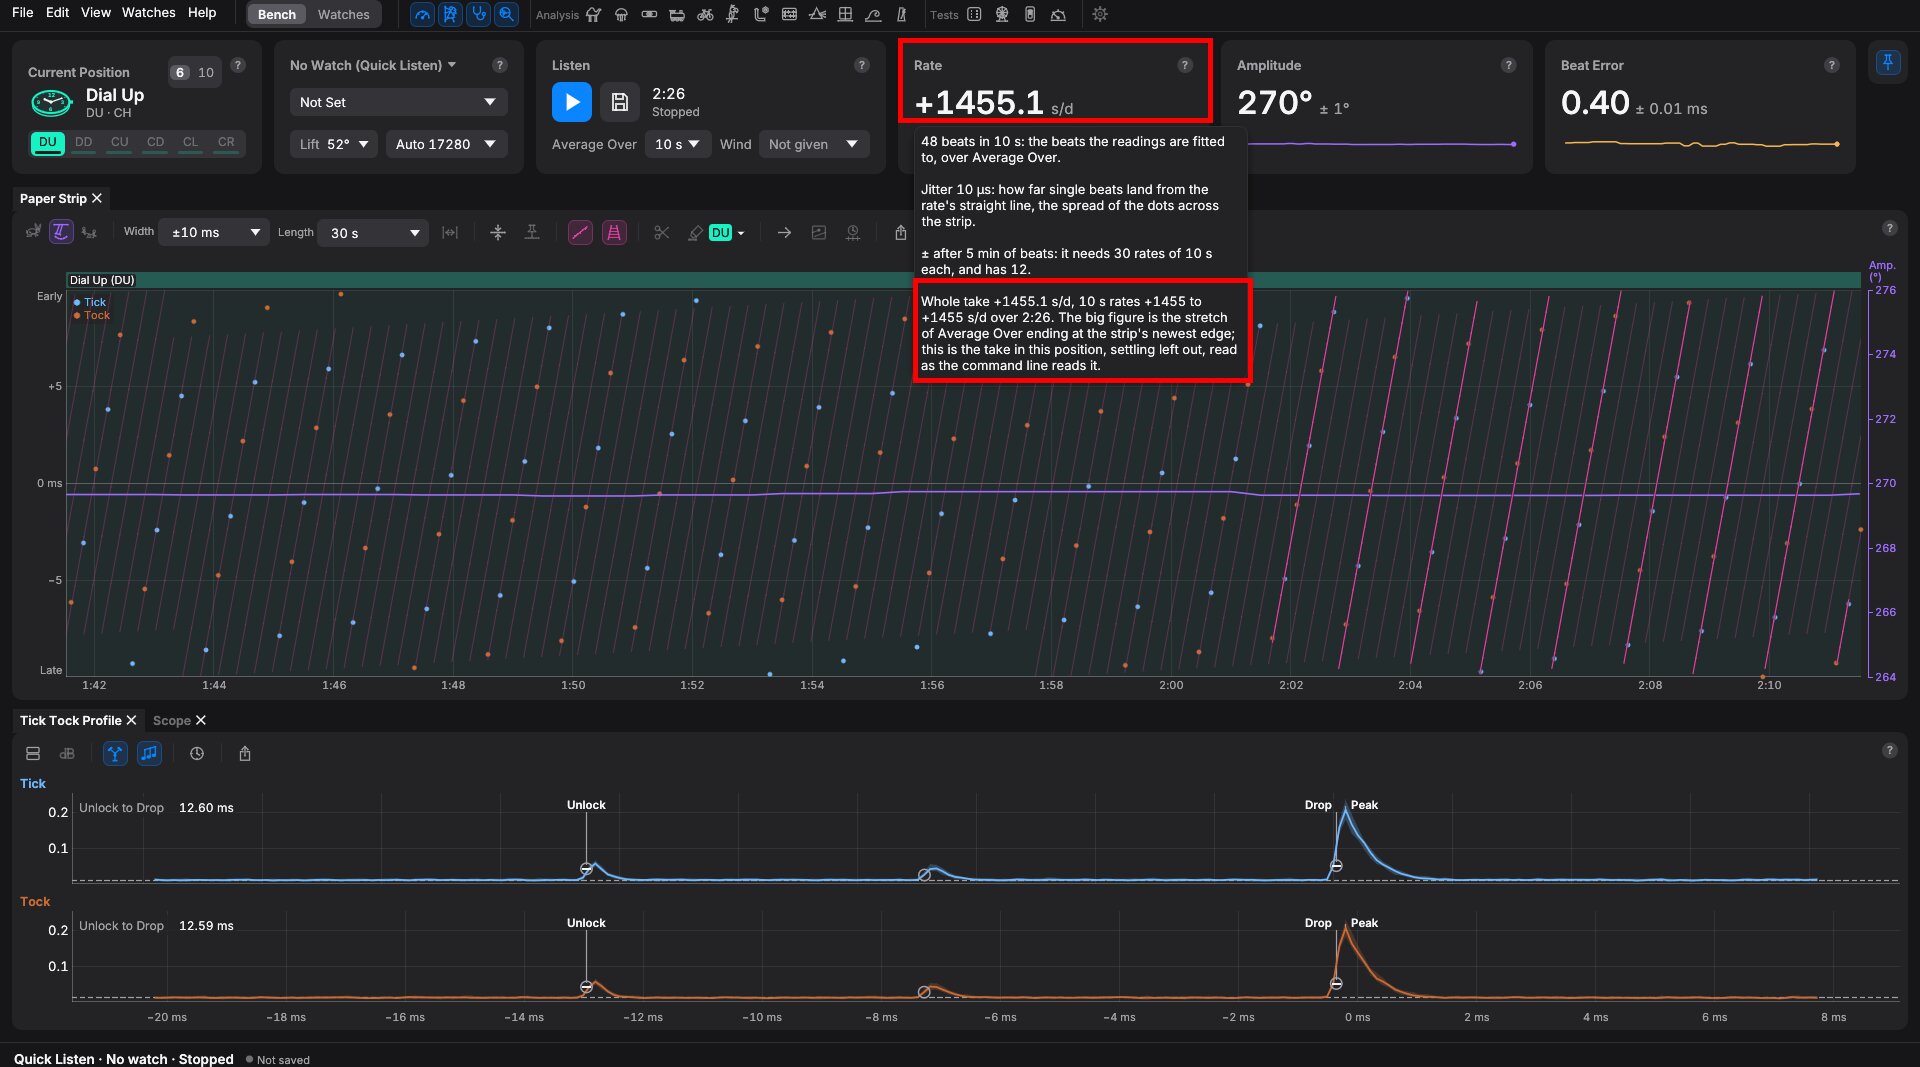 File Edit View Watches Help
Bench Watches
Analysis
Tests
Current Position 6 10 ?
Dial Up
DU · CH
DU DD CU CD CL CR
No Watch (Quick Listen) ?
Not Set
Lift 52° Auto 17280
Listen ?
2:26
Stopped
Average Over 10 s Wind Not given
Rate ?
+1455.1 s/d
48 beats in 10 s: the beats the readings are fitted
to, over Average Over.
Jitter 10 µs: how far single beats land from the
rate's straight line, the spread of the dots across
the strip.
± after 5 min of beats: it needs 30 rates of 10 s
each, and has 12.
Whole take +1455.1 s/d, 10 s rates +1455 to
+1455 s/d over 2:26. The big figure is the stretch
of Average Over ending at the strip's newest edge;
this is the take in this position, settling left out, read
as the command line reads it.
Amplitude ?
270° ± 1°
Beat Error ?
0.40 ± 0.01 ms
Paper Strip
Width ±10 ms Length 30 s DU ?
Dial Up (DU)
Tick
Tock
Early
+5
0 ms
−5
Late
Amp.
(°)
276
274
272
270
268
266
264
1:42 1:44 1:46 1:48 1:50 1:52 1:54 1:56 1:58 2:00 2:02 2:04 2:06 2:08 2:10
Tick Tock Profile Scope
dB ?
Tick
0.2
0.1
Unlock to Drop 12.60 ms
Unlock Drop Peak
Tock
0.2
0.1
Unlock to Drop 12.59 ms
Unlock Drop Peak
−20 ms −18 ms −16 ms −14 ms −12 ms −10 ms −8 ms −6 ms −4 ms −2 ms 0 ms 2 ms 4 ms 6 ms 8 ms
Quick Listen · No watch · Stopped Not saved